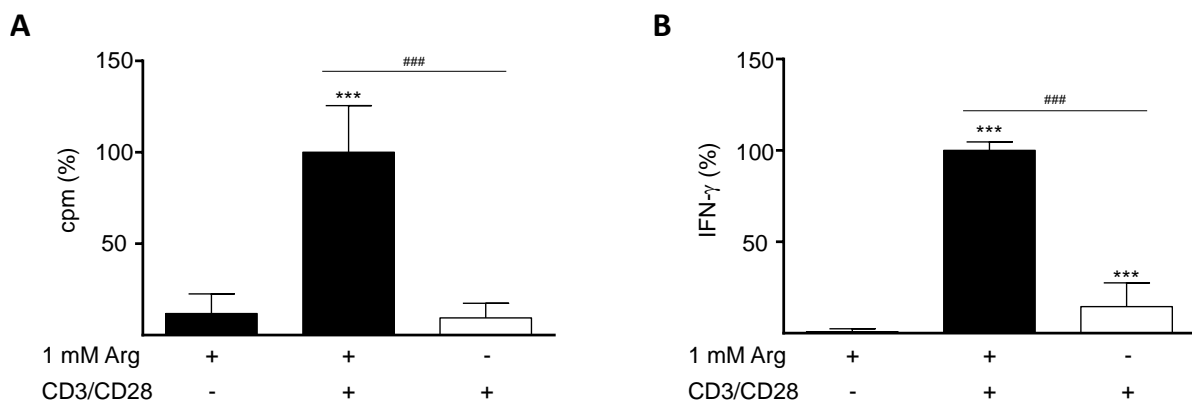 A
150
###
***
100
cpm (%)
50
1 mM Arg + + -
CD3/CD28 - + +
B
150
###
***
100
IFN-γ (%)
50
***
1 mM Arg + + -
CD3/CD28 - + +